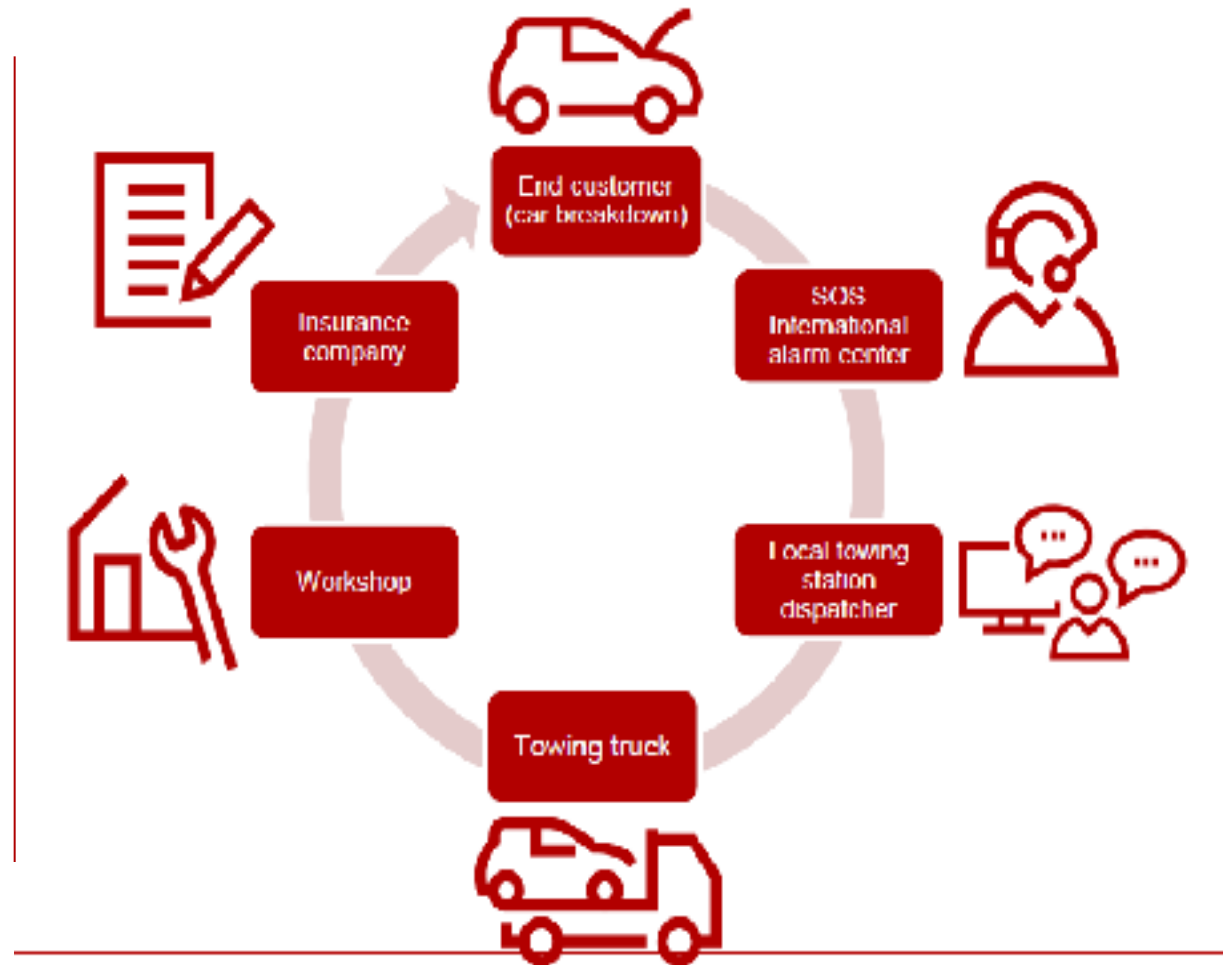 End customer
(car breakdown)
SOS
International
alarm center
Local towing
station
dispatcher
Towing truck
Workshop
Insurance
company